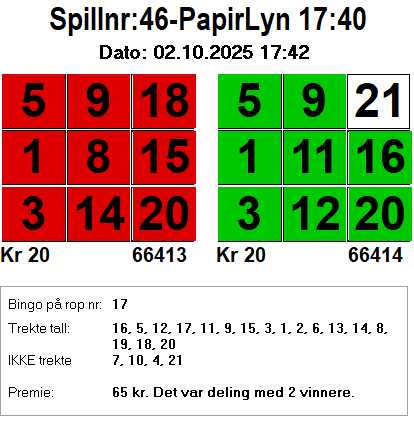 Spillnr:46-PapirLyn 17:40
Dato: 02.10.2025 17:42
5 9 18 5 9 21
1 8 15 1 11 16
3 14 20 3 12 20
Kr 20 66413 Kr 20 66414
Bingo på rop nr: 17
Trekte tall: 16, 5, 12, 17, 11, 9, 15, 3, 1, 2, 6, 13, 14, 8,
19, 18, 20
IKKE trekte 7, 10, 4, 21
Premie: 65 kr. Det var deling med 2 vinnere.